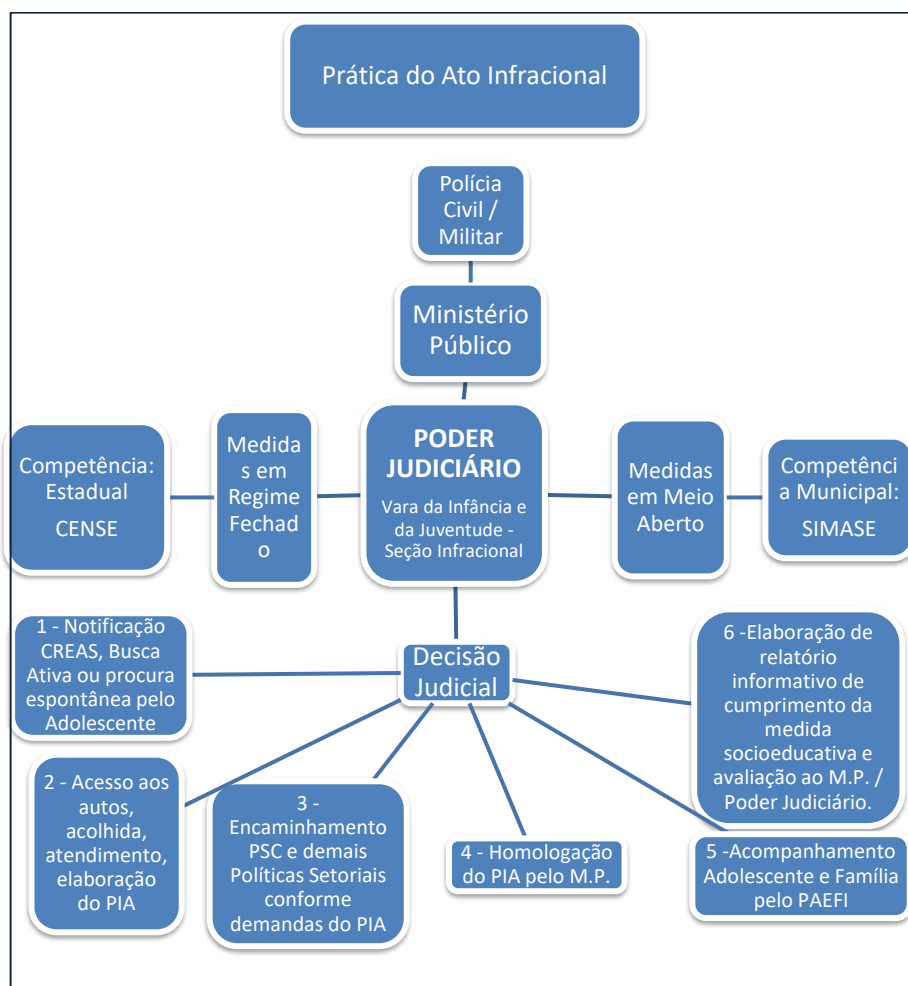 Prática do Ato Infracional
Polícia
Civil /
Militar
Ministério
Público
Competência:
Estadual
CENSE
Medida
s em
Regime
Fechad
o
PODER
JUDICIÁRIO
Vara da Infância e
da Juventude -
Seção Infracional
Medidas
em Meio
Aberto
Competênci
a Municipal:
SIMASE
Decisão
Judicial
1 - Notificação
CREAS, Busca
Ativa ou procura
espontânea pelo
Adolescente
2 - Acesso aos
autos,
acolhida,
atendimento,
elaboração
do PIA
3 -
Encaminhamento
PSC e demais
Políticas Setoriais
conforme
demandas do PIA
4 - Homologação
do PIA pelo M.P.
5 -Acompanhamento
Adolescente e Família
pelo PAEFI
6 -Elaboração de
relatório
informativo de
cumprimento da
medida
socioeducativa e
avaliação ao M.P. /
Poder Judiciário.